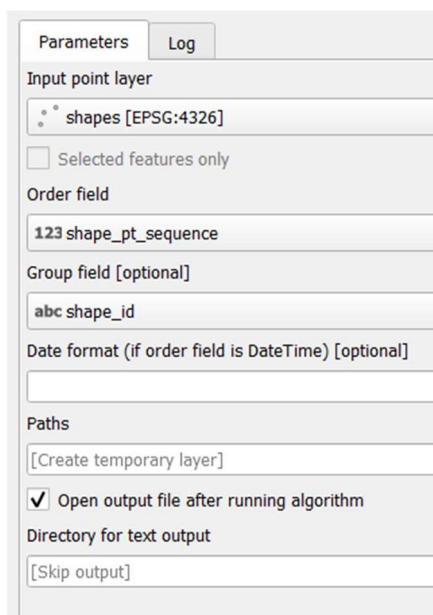 Parameters
Log
Input point layer
shapes [EPSG:4326]
Selected features only
Order field
123 shape_pt_sequence
Group field [optional]
abc shape_id
Date format (if order field is DateTime) [optional]
Paths
[Create temporary layer]
Open output file after running algorithm
Directory for text output
[Skip output]